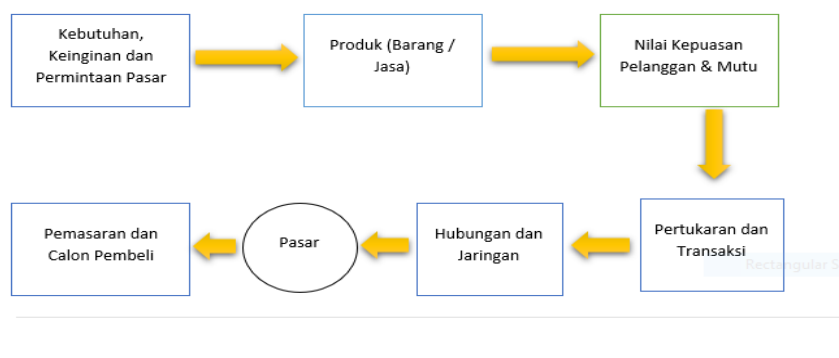 Kebutuhan,
Keinginan dan
Permintaan Pasar
Produk (Barang /
Jasa)
Nilai Kepuasan
Pelanggan & Mutu
Pemasaran dan
Calon Pembeli
Pasar
Hubungan dan
Jaringan
Pertukaran dan
Transaksi
Rectangular S